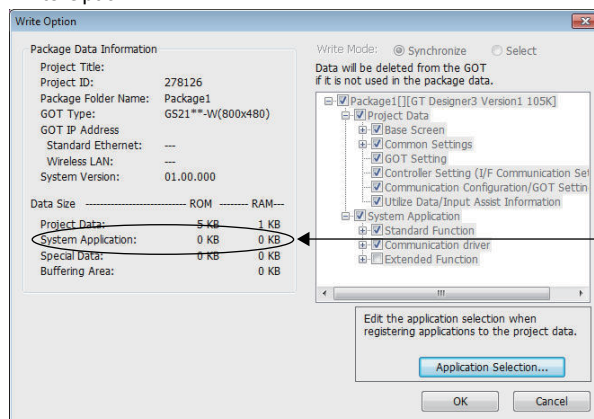 Write Option
Package Data Information
Project Title:
Project ID: 278126
Package Folder Name: Package1
GOT Type: GS21**-W(800x480)
GOT IP Address
Standard Ethernet: ---
Wireless LAN: ---
System Version: 01.00.000
Data Size ---------------------------- ROM -------- RAM---
Project Data: 5 KB 1 KB
System Application: 0 KB 0 KB
Special Data: 0 KB 0 KB
Buffering Area: 0 KB
Write Mode: Synchronize Select
Data will be deleted from the GOT
if it is not used in the package data.
Package1[][GT Designer3 Version1 105K]
Project Data
Base Screen
Common Settings
GOT Setting
Controller Setting (I/F Communication Set
Communication Configuration/GOT Settin
Utilize Data/Input Assist Information
System Application
Standard Function
Communication driver
Extended Function
Edit the application selection when
registering applications to the project data.
Application Selection...
OK Cancel